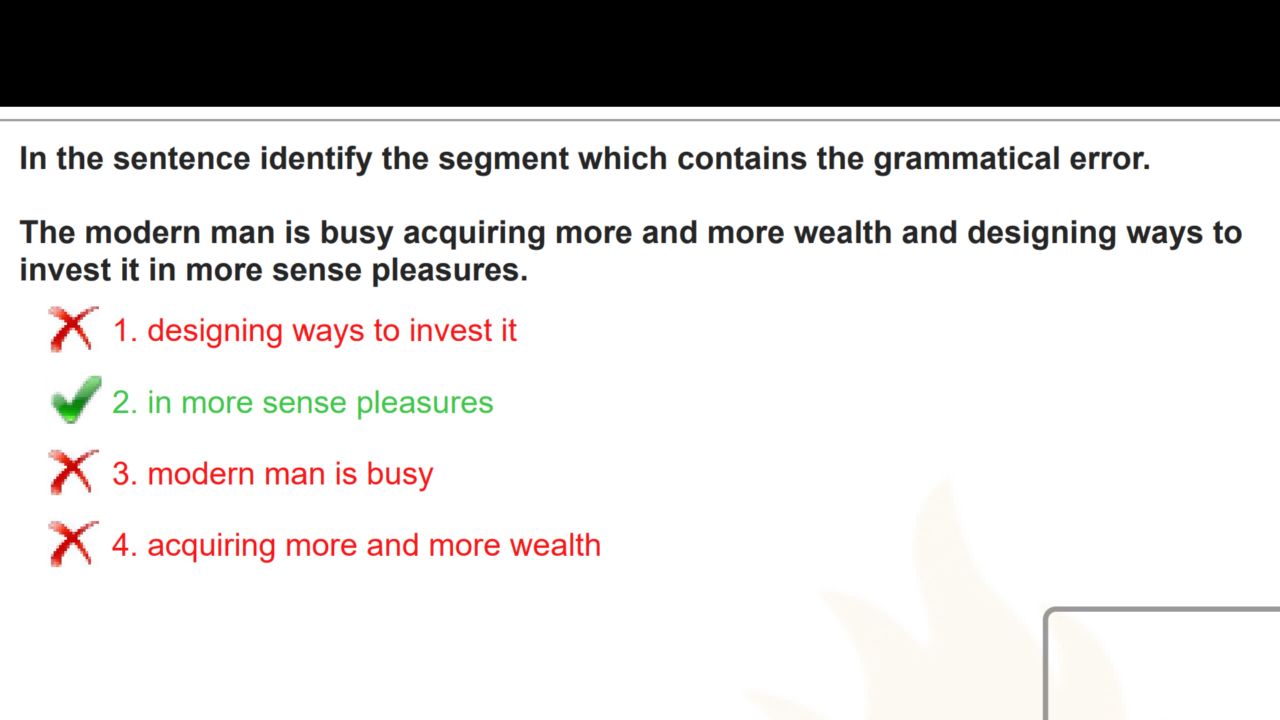 In the sentence identify the segment which contains the grammatical error.
The modern man is busy acquiring more and more wealth and designing ways to
invest it in more sense pleasures.
1. designing ways to invest it
2. in more sense pleasures
3. modern man is busy
4. acquiring more and more wealth